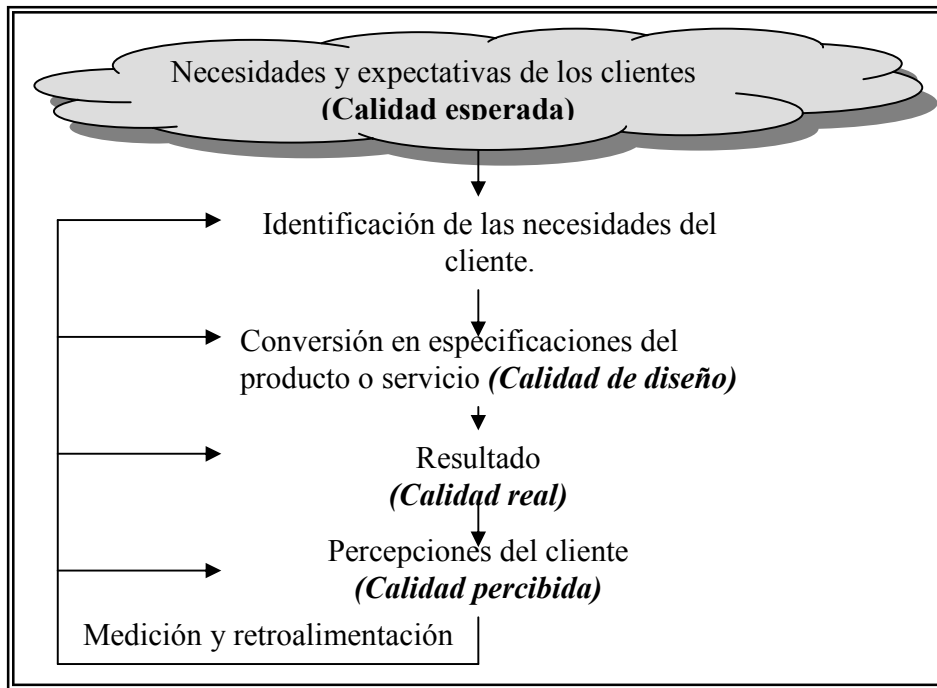 Necesidades y expectativas de los clientes
(Calidad esperada)
Identificación de las necesidades del
cliente.
Conversión en especificaciones del
producto o servicio (Calidad de diseño)
Resultado
(Calidad real)
Percepciones del cliente
(Calidad percibida)
Medición y retroalimentación